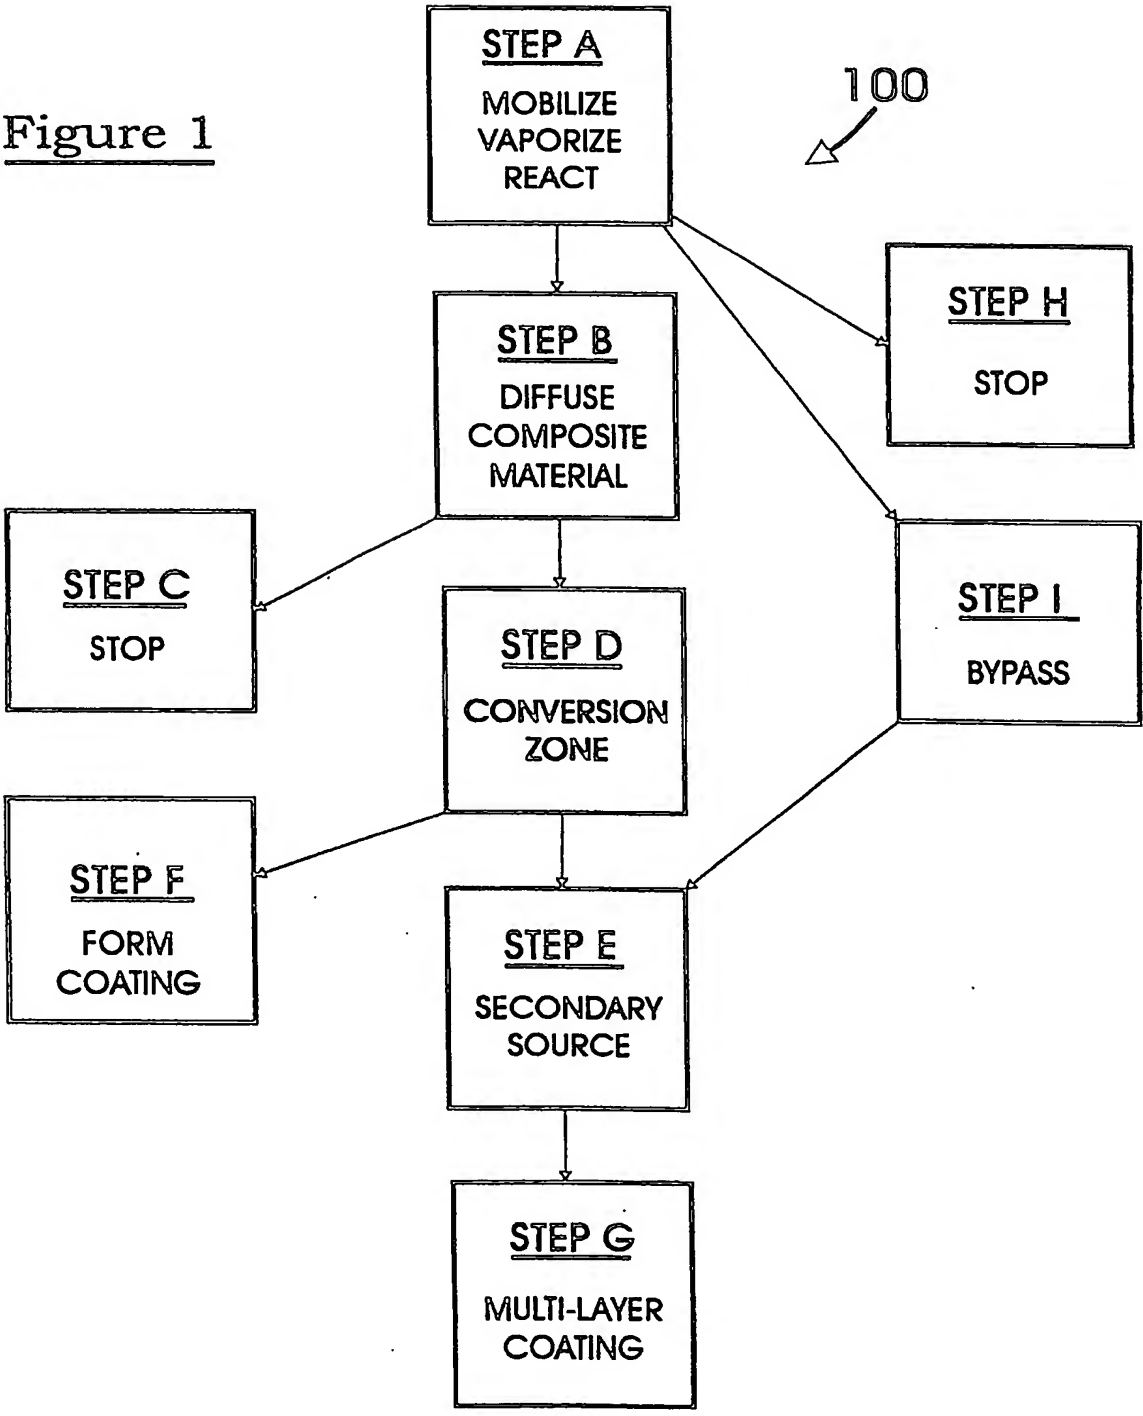 Figure 1
100
STEP A
MOBILIZE
VAPORIZE
REACT
STEP H
STOP
STEP B
DIFFUSE
COMPOSITE
MATERIAL
STEP C
STOP
STEP I
BYPASS
STEP D
CONVERSION
ZONE
STEP F
FORM
COATING
STEP E
SECONDARY
SOURCE
STEP G
MULTI-LAYER
COATING